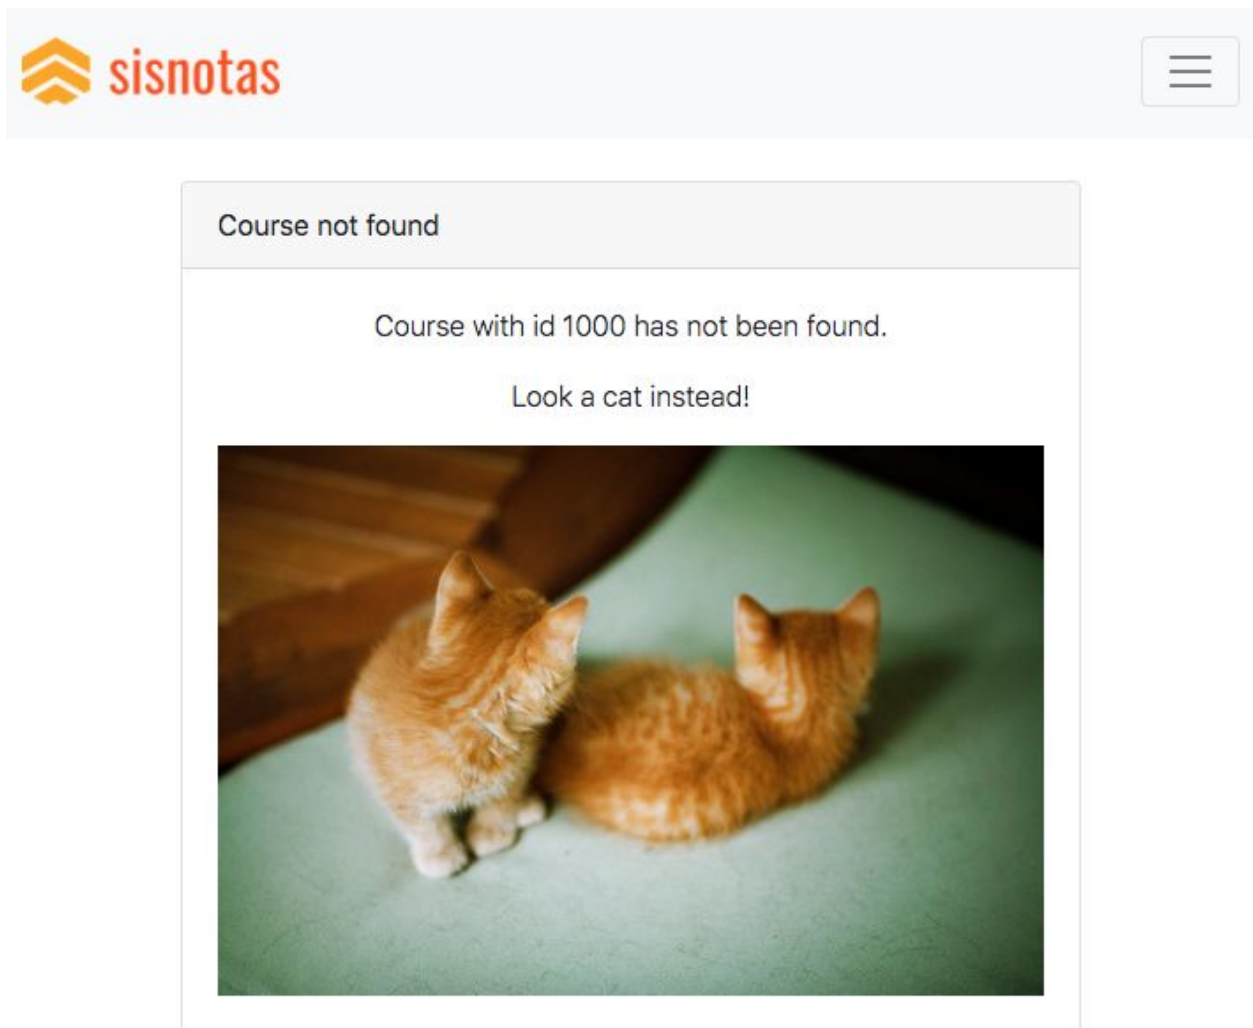 sisnotas
Course not found
Course with id 1000 has not been found.
Look a cat instead!